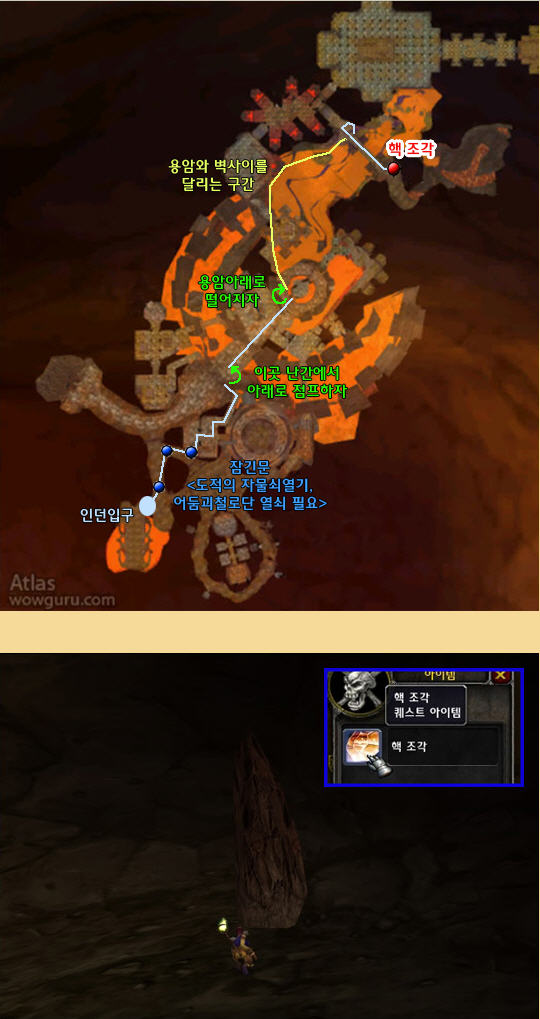 핵 조각
용암와 벽사이를
달리는 구간
용암아래로
떨어지자
이곳 난간에서
아래로 점프하자
잠긴문
<도적의 자물쇠열기,
어둠괴철로단 열쇠 필요>
인던입구
Atlas
wowguru.com
아이템
핵 조각
퀘스트 아이템
핵 조각